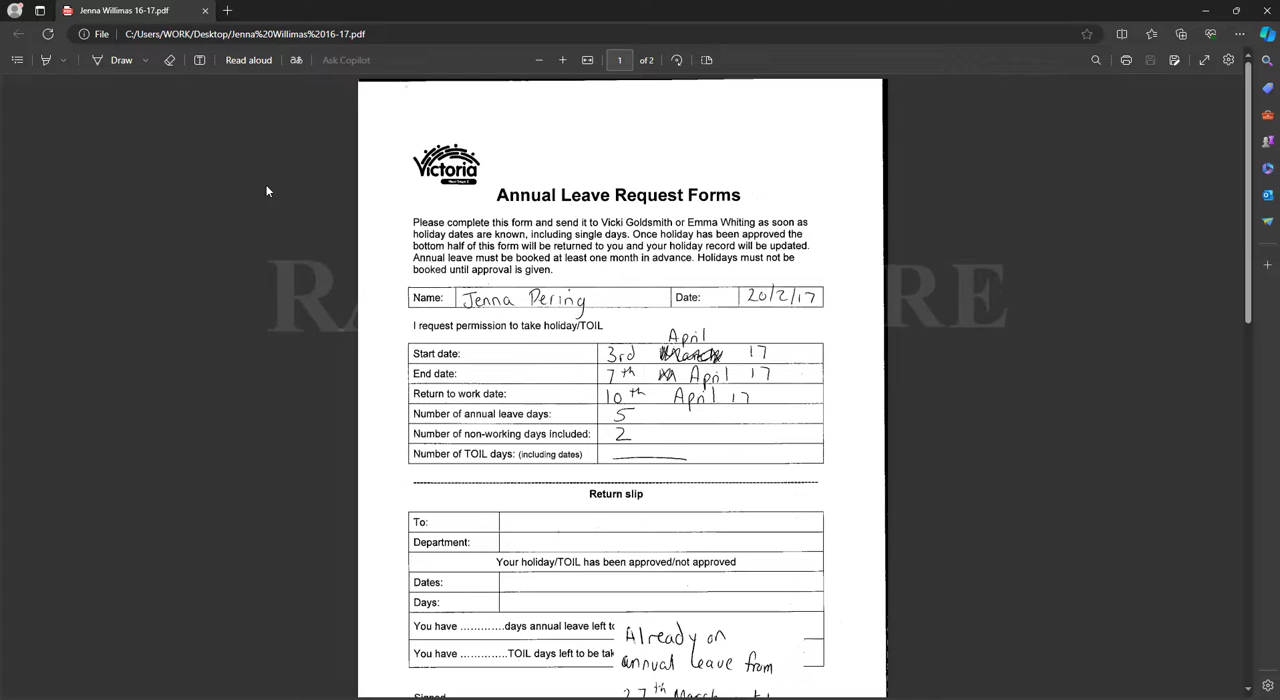 Jenna Willimas 16-17.pdf
File C:/Users/WORK/Desktop/Jenna%20Willimas%2016-17.pdf
Draw Read aloud Ask Copilot 1 of 2
Victoria
Annual Leave Request Forms
Please complete this form and send it to Vicki Goldsmith or Emma Whiting as soon as
holiday dates are known, including single days. Once holiday has been approved the
bottom half of this form will be returned to you and your holiday record will be updated.
Annual leave must be booked at least one month in advance. Holidays must not be
booked until approval is given.
Name: Jenna Pering Date: 20/2/17
I request permission to take holiday/TOIL
April
Start date: 3rd 17
End date: 7th April 17
Return to work date: 10th April 17
Number of annual leave days: 5
Number of non-working days included: 2
Number of TOIL days: (including dates)
Return slip
To:
Department:
Your holiday/TOIL has been approved/not approved
Dates:
Days:
You have .............days annual leave left to
Already on
You have .............TOIL days left to be tak
annual leave from
27th March